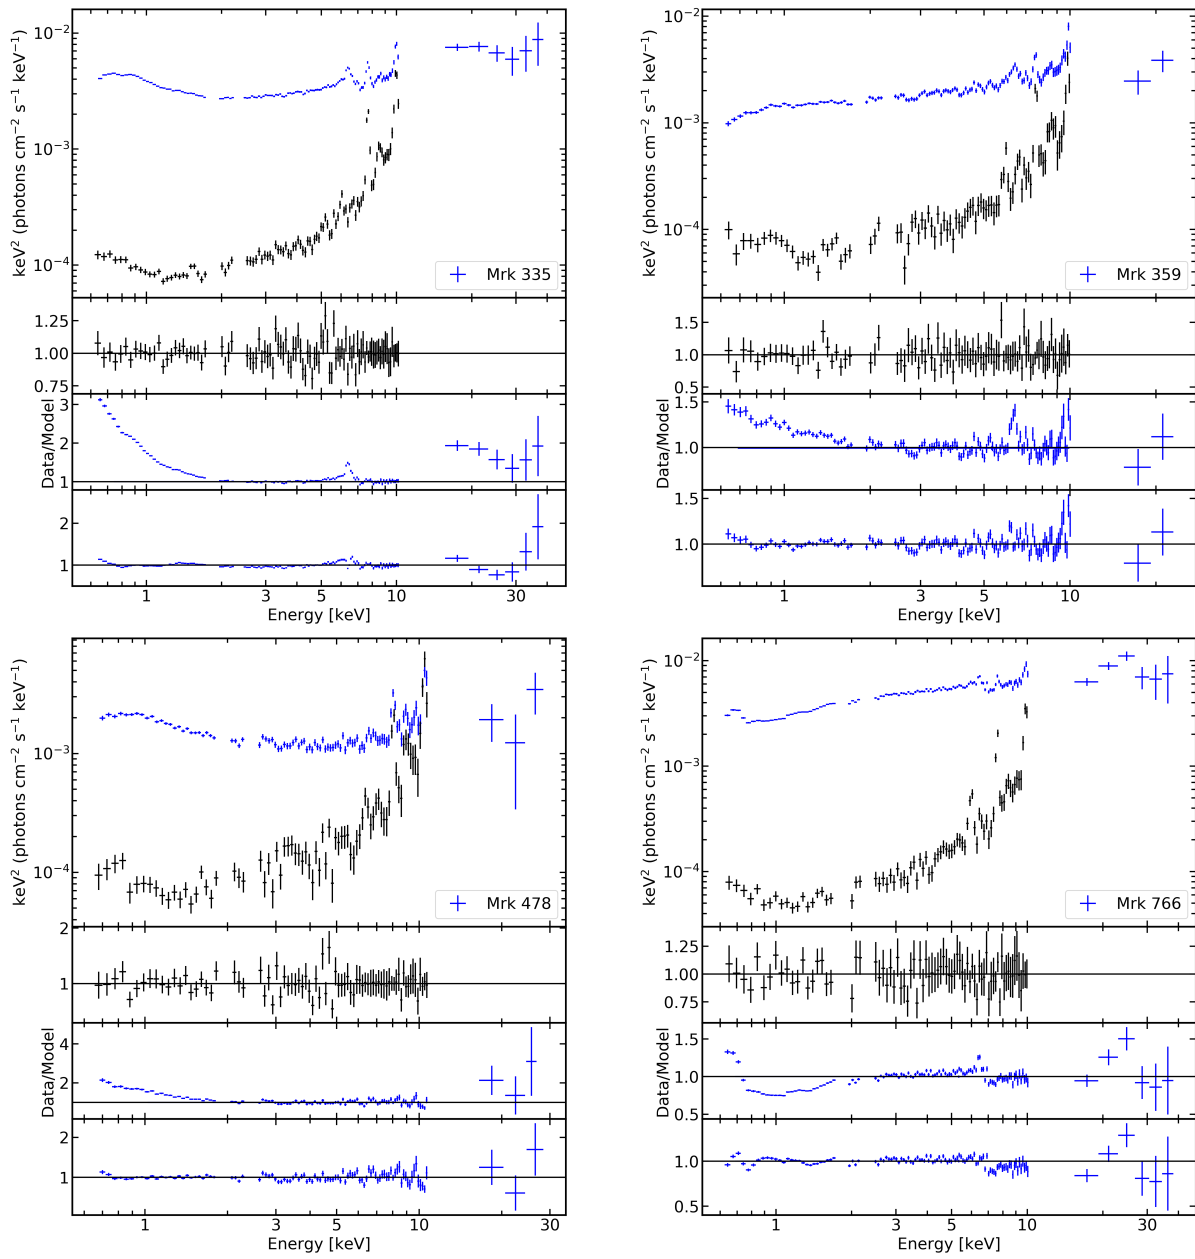 10⁻²
10⁻³
10⁻⁴
keV² (photons cm⁻² s⁻¹ keV⁻¹)
Mrk 335
1.25
1.00
0.75
3
2
1
Data/Model
2
1
1 3 5 10 30
Energy [keV]
10⁻²
10⁻³
10⁻⁴
keV² (photons cm⁻² s⁻¹ keV⁻¹)
Mrk 359
1.5
1.0
0.5
1.5
1.0
Data/Model
1.5
1.0
1 3 5 10
Energy [keV]
10⁻³
10⁻⁴
keV² (photons cm⁻² s⁻¹ keV⁻¹)
Mrk 478
2
1
4
2
Data/Model
2
1
1 3 5 10 30
Energy [keV]
10⁻²
10⁻³
10⁻⁴
keV² (photons cm⁻² s⁻¹ keV⁻¹)
Mrk 766
1.25
1.00
0.75
1.5
1.0
0.5
Data/Model
1.0
0.5
1 3 5 10 30
Energy [keV]